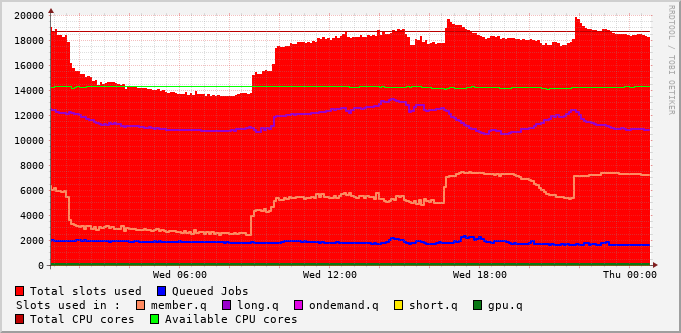 RRDTOOL / TOBI OETIKER
20000
18000
16000
14000
12000
10000
8000
6000
4000
2000
0
Wed 06:00 Wed 12:00 Wed 18:00 Thu 00:00
Total slots used Queued Jobs
Slots used in : member.q long.q ondemand.q short.q gpu.q
Total CPU cores Available CPU cores